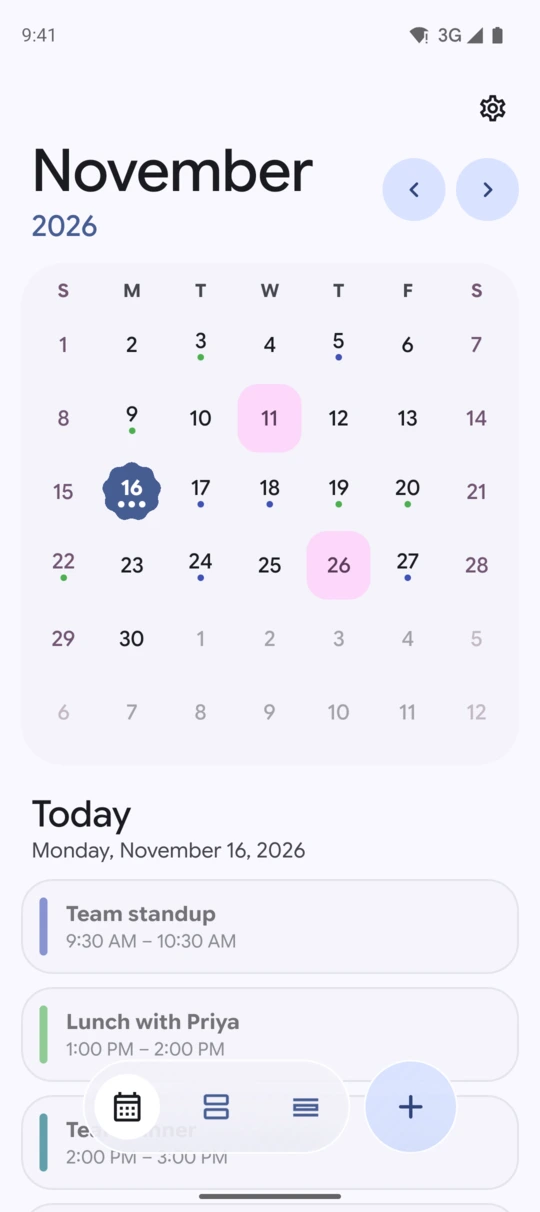 9:41 3G
November
2026
S M T W T F S
1 2 3 4 5 6 7
8 9 10 11 12 13 14
15 16 17 18 19 20 21
22 23 24 25 26 27 28
29 30 1 2 3 4 5
6 7 8 9 10 11 12
Today
Monday, November 16, 2026
Team standup
9:30 AM – 10:30 AM
Lunch with Priya
1:00 PM – 2:00 PM
2:00 PM – 3:00 PM